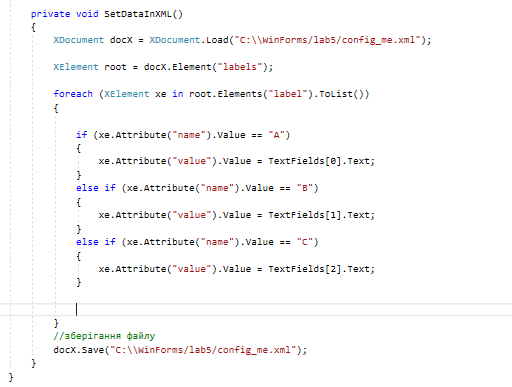 private void SetDataInXML()
{
XDocument docX = XDocument.Load("C:\\WinForms/lab5/config_me.xml");
XElement root = docX.Element("labels");
foreach (XElement xe in root.Elements("label").ToList())
{
if (xe.Attribute("name").Value == "A")
{
xe.Attribute("value").Value = TextFields[0].Text;
}
else if (xe.Attribute("name").Value == "B")
{
xe.Attribute("value").Value = TextFields[1].Text;
}
else if (xe.Attribute("name").Value == "C")
{
xe.Attribute("value").Value = TextFields[2].Text;
}
}
//зберігання файлу
docX.Save("C:\\WinForms/lab5/config_me.xml");
}
}